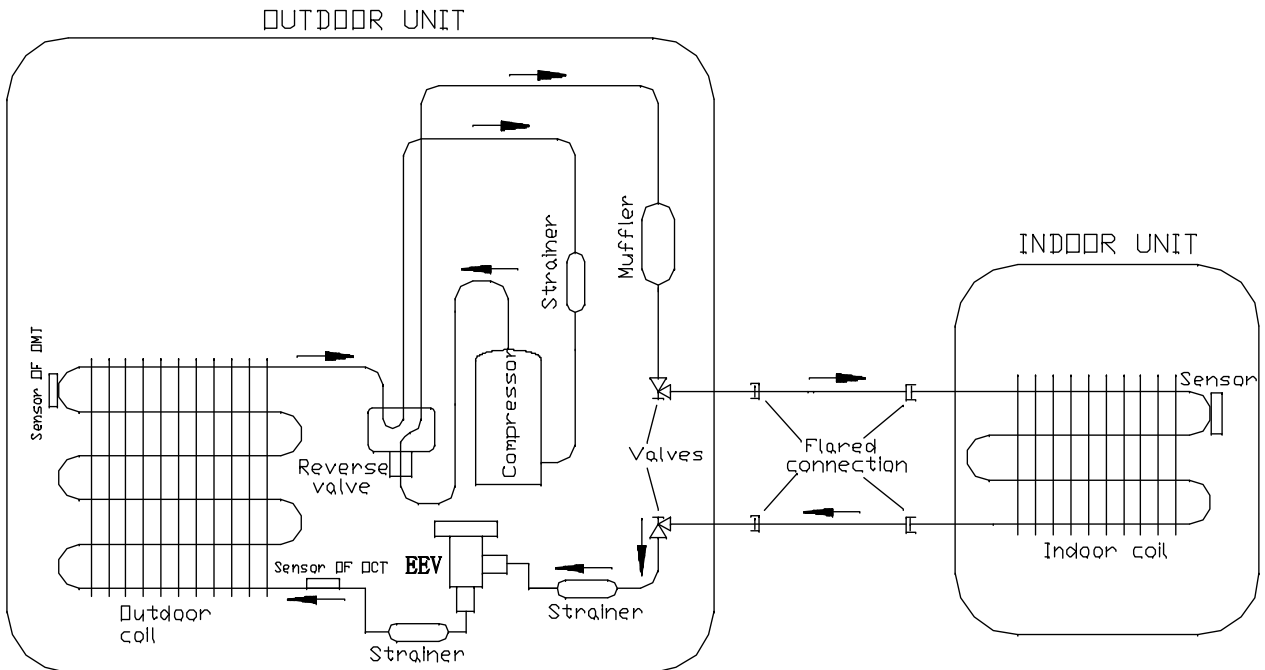 OUTDOOR UNIT
INDOOR UNIT
Muffler
Strainer
Compressor
Sensor OF OMT
Sensor
Reverse
valve
Valves
Flared
connection
Sensor OF OCT
EEV
Indoor coil
Strainer
Outdoor
coil
Strainer